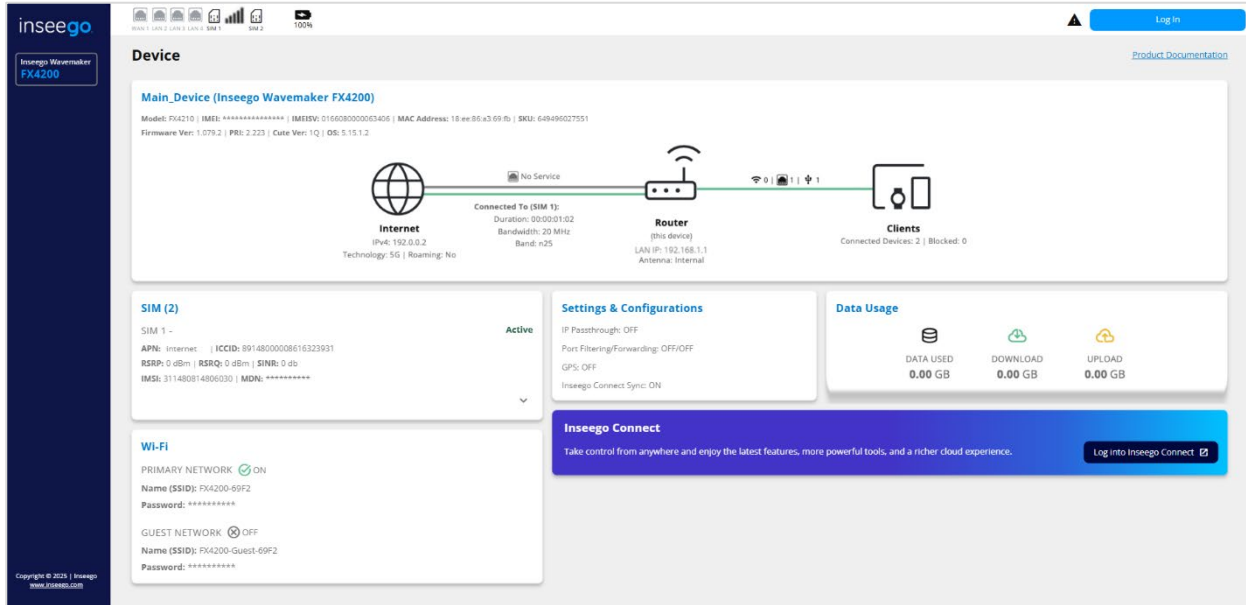 inseego
WAN 1 LAN 2 LAN 3 LAN 4 SIM 1 SIM 2 100%
Log In
Inseego Wavemaker
FX4200
Device
Product Documentation
Main_Device (Inseego Wavemaker FX4200)
Model: FX4210 | IMEI: *************** | IMEISV: 0166080000063406 | MAC Address: 18:ee:86:a3:69:fb | SKU: 649496027551
Firmware Ver: 1.079.2 | PRI: 2.223 | Cute Ver: 1Q | OS: 5.15.1.2
No Service
0 | 1 | 1
Connected To (SIM 1):
Duration: 00:00:01:02
Bandwidth: 20 MHz
Band: n25
Internet
IPv4: 192.0.0.2
Technology: 5G | Roaming: No
Router
(this device)
LAN IP: 192.168.1.1
Antenna: Internal
Clients
Connected Devices: 2 | Blocked: 0
SIM (2)
SIM 1 - Active
APN: Internet | ICCID: 89148000008616323931
RSRP: 0 dBm | RSRQ: 0 dBm | SINR: 0 db
IMSI: 311480814806030 | MDN: **********
Settings & Configurations
IP Passthrough: OFF
Port Filtering/Forwarding: OFF/OFF
GPS: OFF
Inseego Connect Sync: ON
Data Usage
DATA USED DOWNLOAD UPLOAD
0.00 GB 0.00 GB 0.00 GB
Wi-Fi
PRIMARY NETWORK ON
Name (SSID): FX4200-69F2
Password: **********
GUEST NETWORK OFF
Name (SSID): FX4200-Guest-69F2
Password: **********
Inseego Connect
Take control from anywhere and enjoy the latest features, more powerful tools, and a richer cloud experience.
Log into Inseego Connect
Copyright © 2025 | Inseego
www.inseego.com